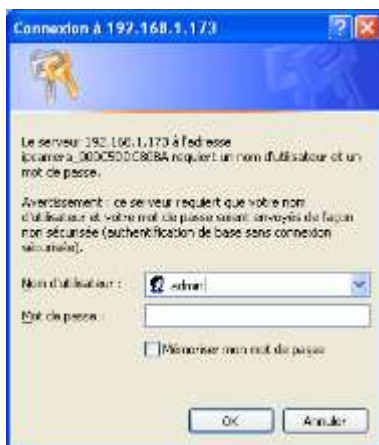 Connexion à 192.168.1.173
Le serveur 192.168.1.173 à l'adresse
requiert un nom d'utilisateur et un
mot de passe.
Avertissement : ce serveur requiert que votre nom
d'utilisateur et votre mot de passe soient envoyés de façon
non sécurisée (authentification de base sans connexion
sécurisée).
Nom d'utilisateur :
admin
Mot de passe :
Mémoriser mon mot de passe
OK
Annuler